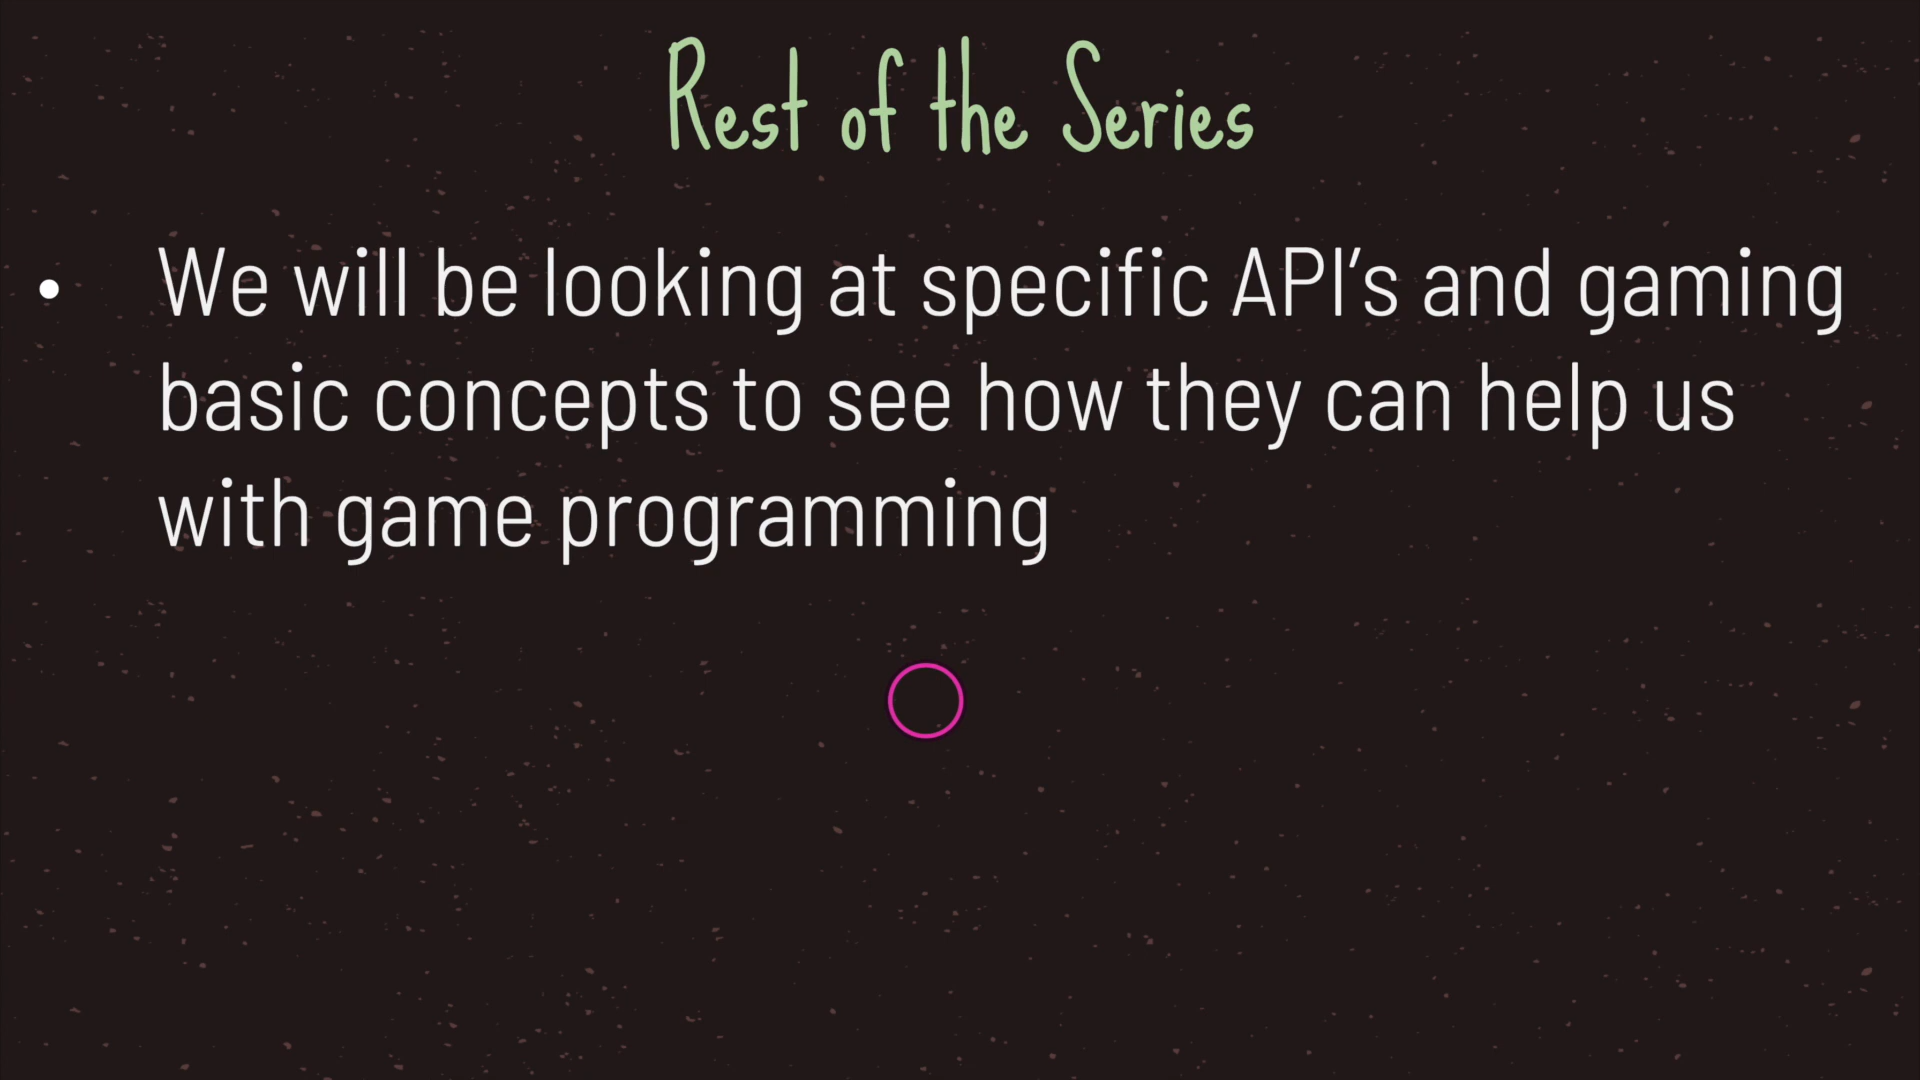 Rest of the Series
• We will be looking at specific API’s and gaming
basic concepts to see how they can help us
with game programming